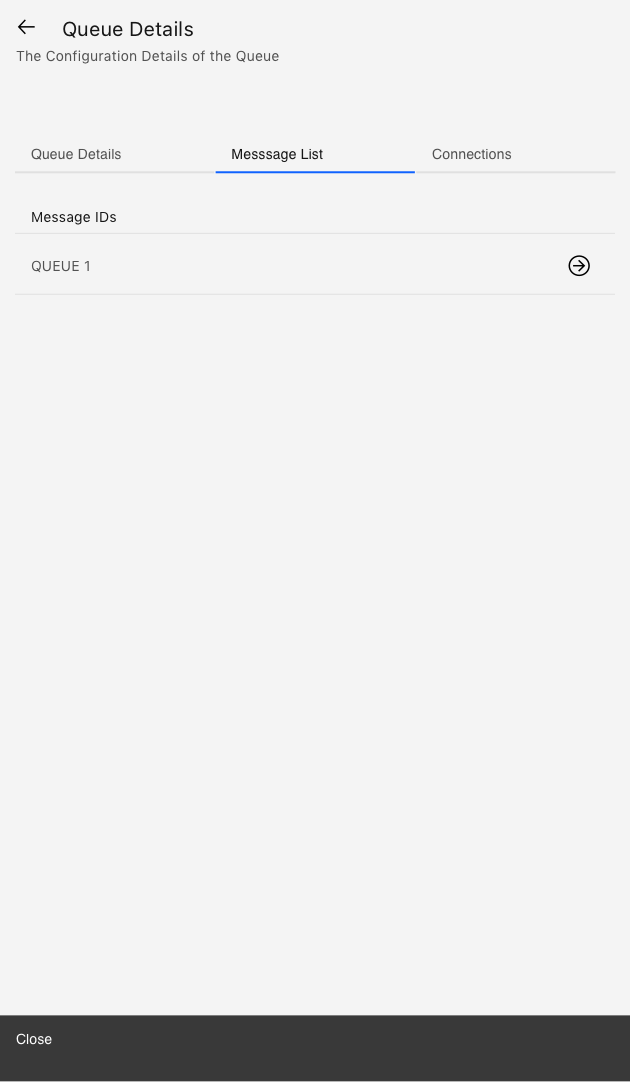 Queue Details
The Configuration Details of the Queue
Queue Details Messsage List Connections
Message IDs
QUEUE 1
Close